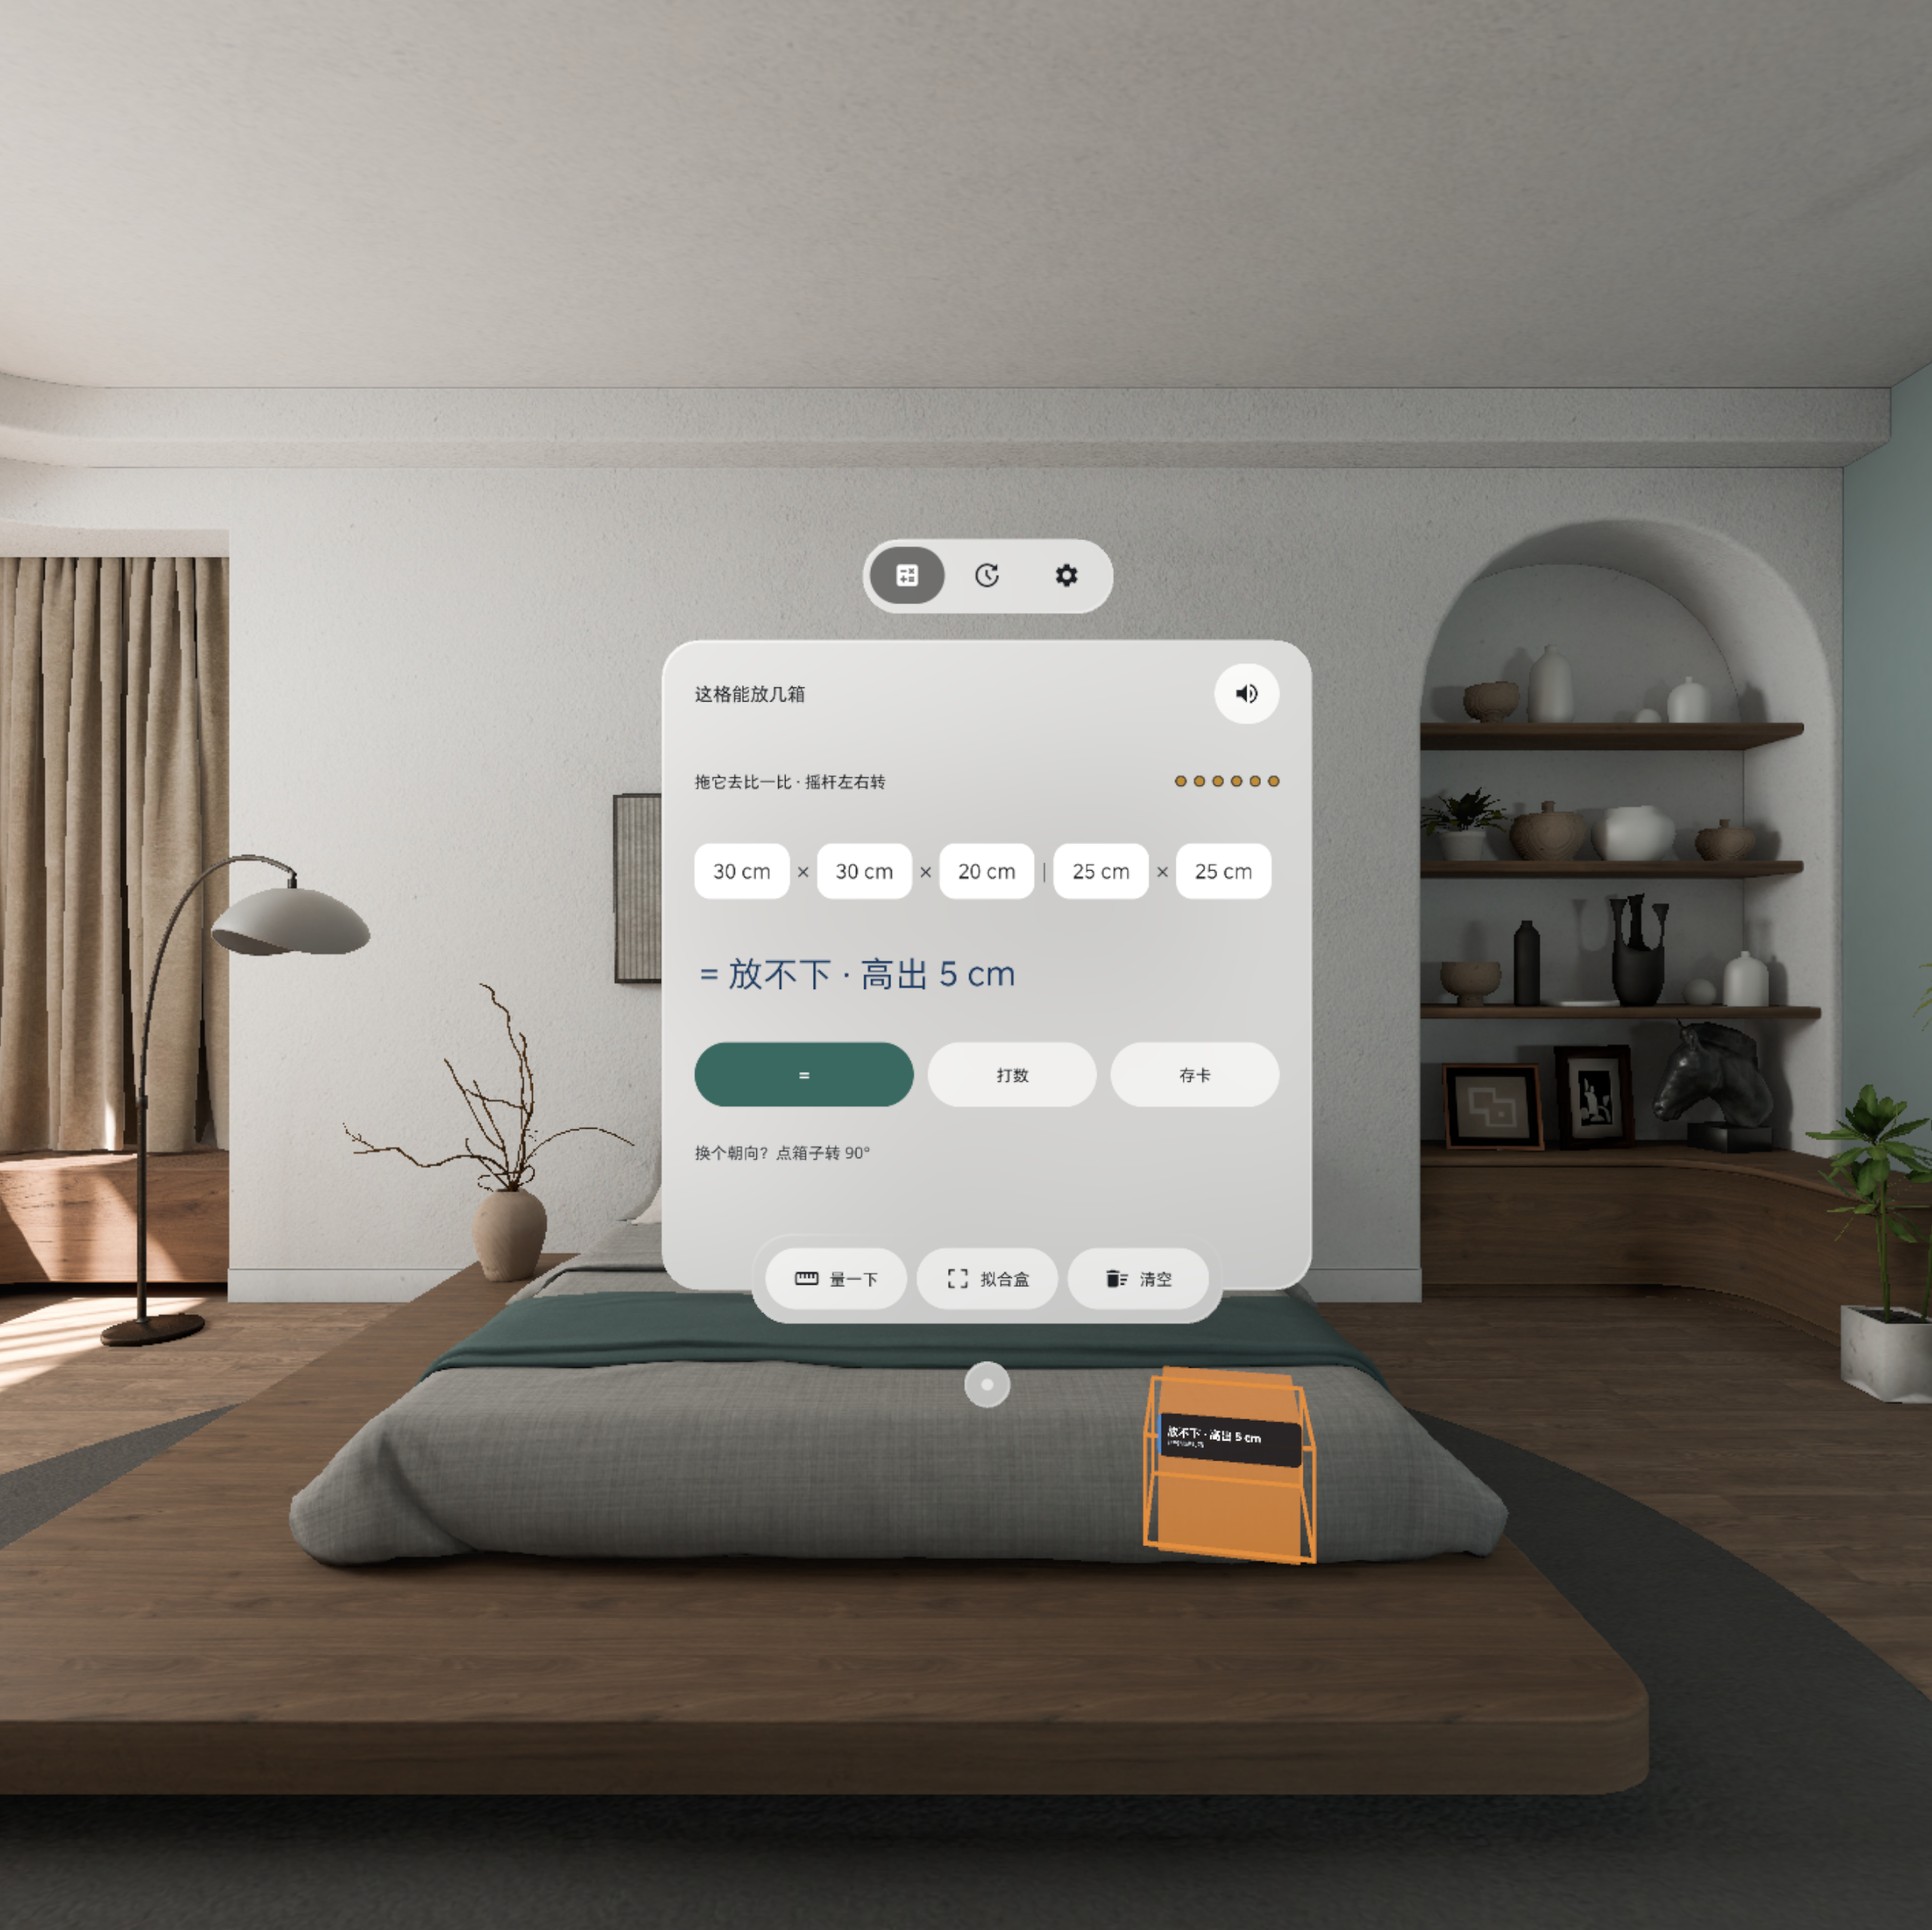 这格能放几箱
拖它去比一比 · 摇杆左右转
30 cm × 30 cm × 20 cm | 25 cm × 25 cm
= 放不下 · 高出 5 cm
=
打数
存卡
换个朝向？点箱子转 90°
量一下
拟合盒
清空
放不下 · 高出 5 cm